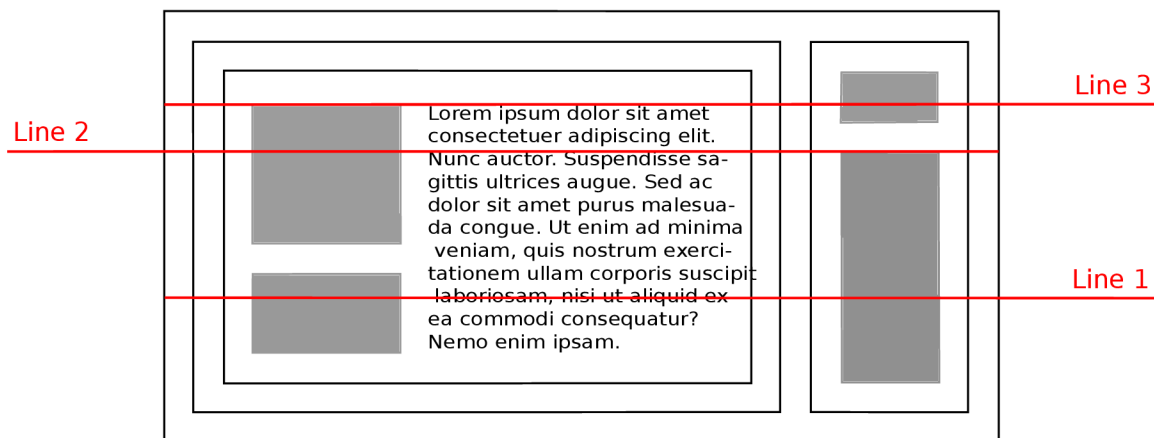 Line 3
Line 2
Lorem ipsum dolor sit amet
consectetuer adipiscing elit.
Nunc auctor. Suspendisse sa-
gittis ultrices augue. Sed ac
dolor sit amet purus malesua-
da congue. Ut enim ad minima
veniam, quis nostrum exerci-
tationem ullam corporis suscipit
laboriosam, nisi ut aliquid ex
ea commodi consequatur?
Nemo enim ipsam.
Line 1